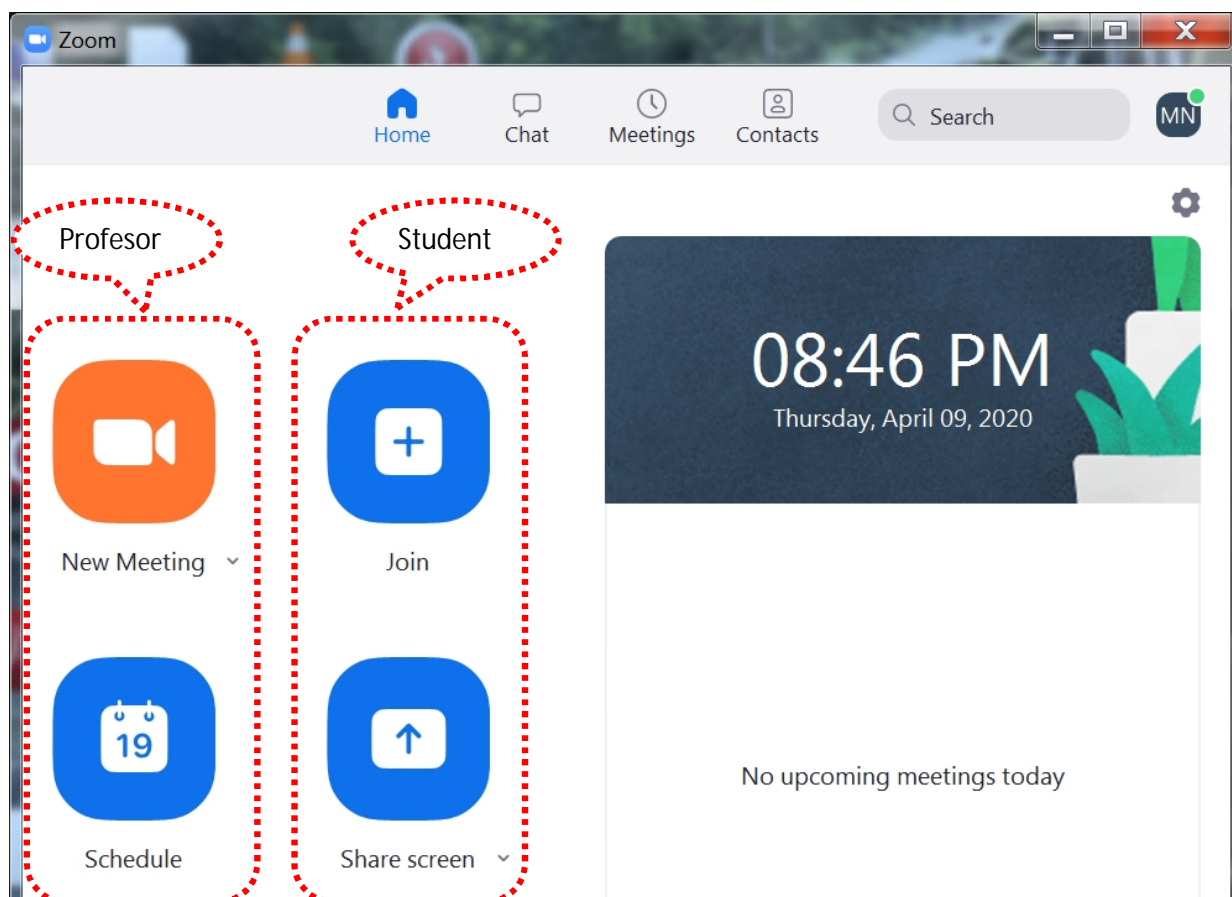 Zoom
Home Chat Meetings Contacts Search MN
Profesor Student
08:46 PM
Thursday, April 09, 2020
New Meeting Join
19
No upcoming meetings today
Schedule Share screen